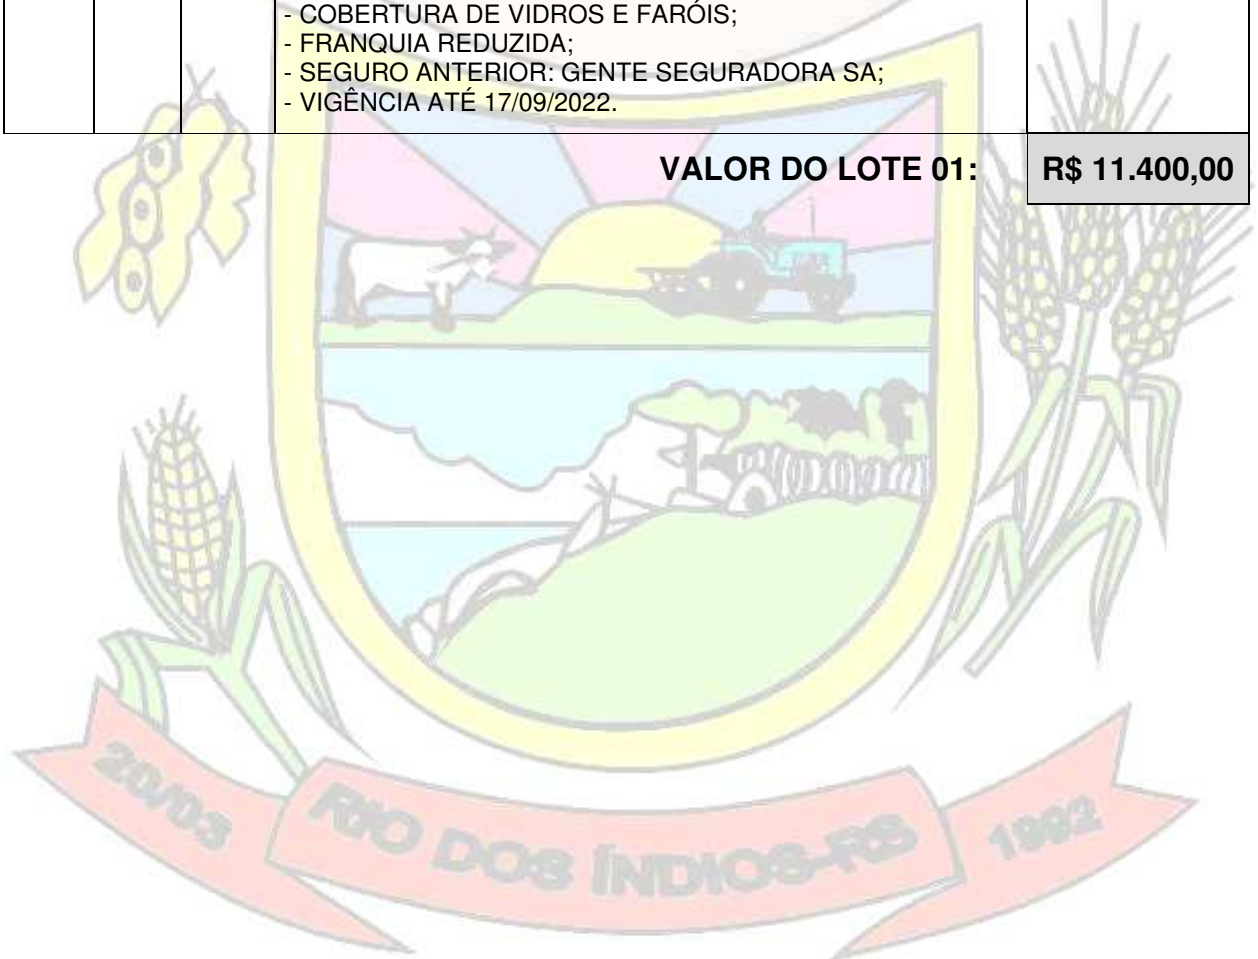 - COBERTURA DE VIDROS E FARÓIS;
- FRANQUIA REDUZIDA;
- SEGURO ANTERIOR: GENTE SEGURADORA SA;
- VIGÊNCIA ATÉ 17/09/2022.
VALOR DO LOTE 01: R$ 11.400,00
20/03 RIO DOS ÍNDIOS-RS 1992